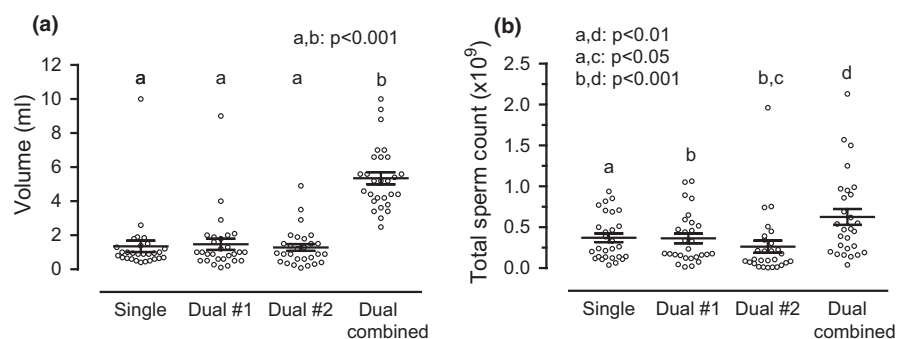 (a)
a,b: p<0.001
Volume (ml)
12
10
8
6
4
2
0
a
a
a
b
Single
Dual #1
Dual #2
Dual
combined
(b)
a,d: p<0.01
a,c: p<0.05
b,d: p<0.001
Total sperm count (x10⁹)
2.5
2.0
1.5
1.0
0.5
0.0
a
b
b,c
d
Single
Dual #1
Dual #2
Dual
combined